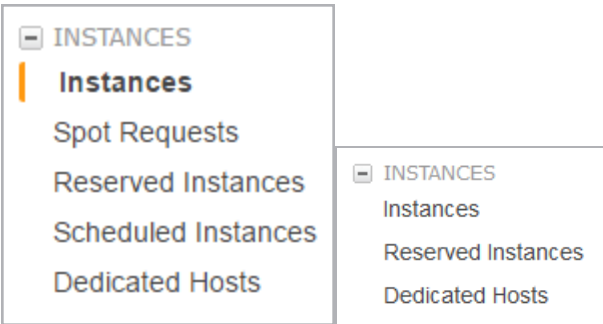 INSTANCES
Instances
Spot Requests
Reserved Instances
Scheduled Instances
Dedicated Hosts
INSTANCES
Instances
Reserved Instances
Dedicated Hosts